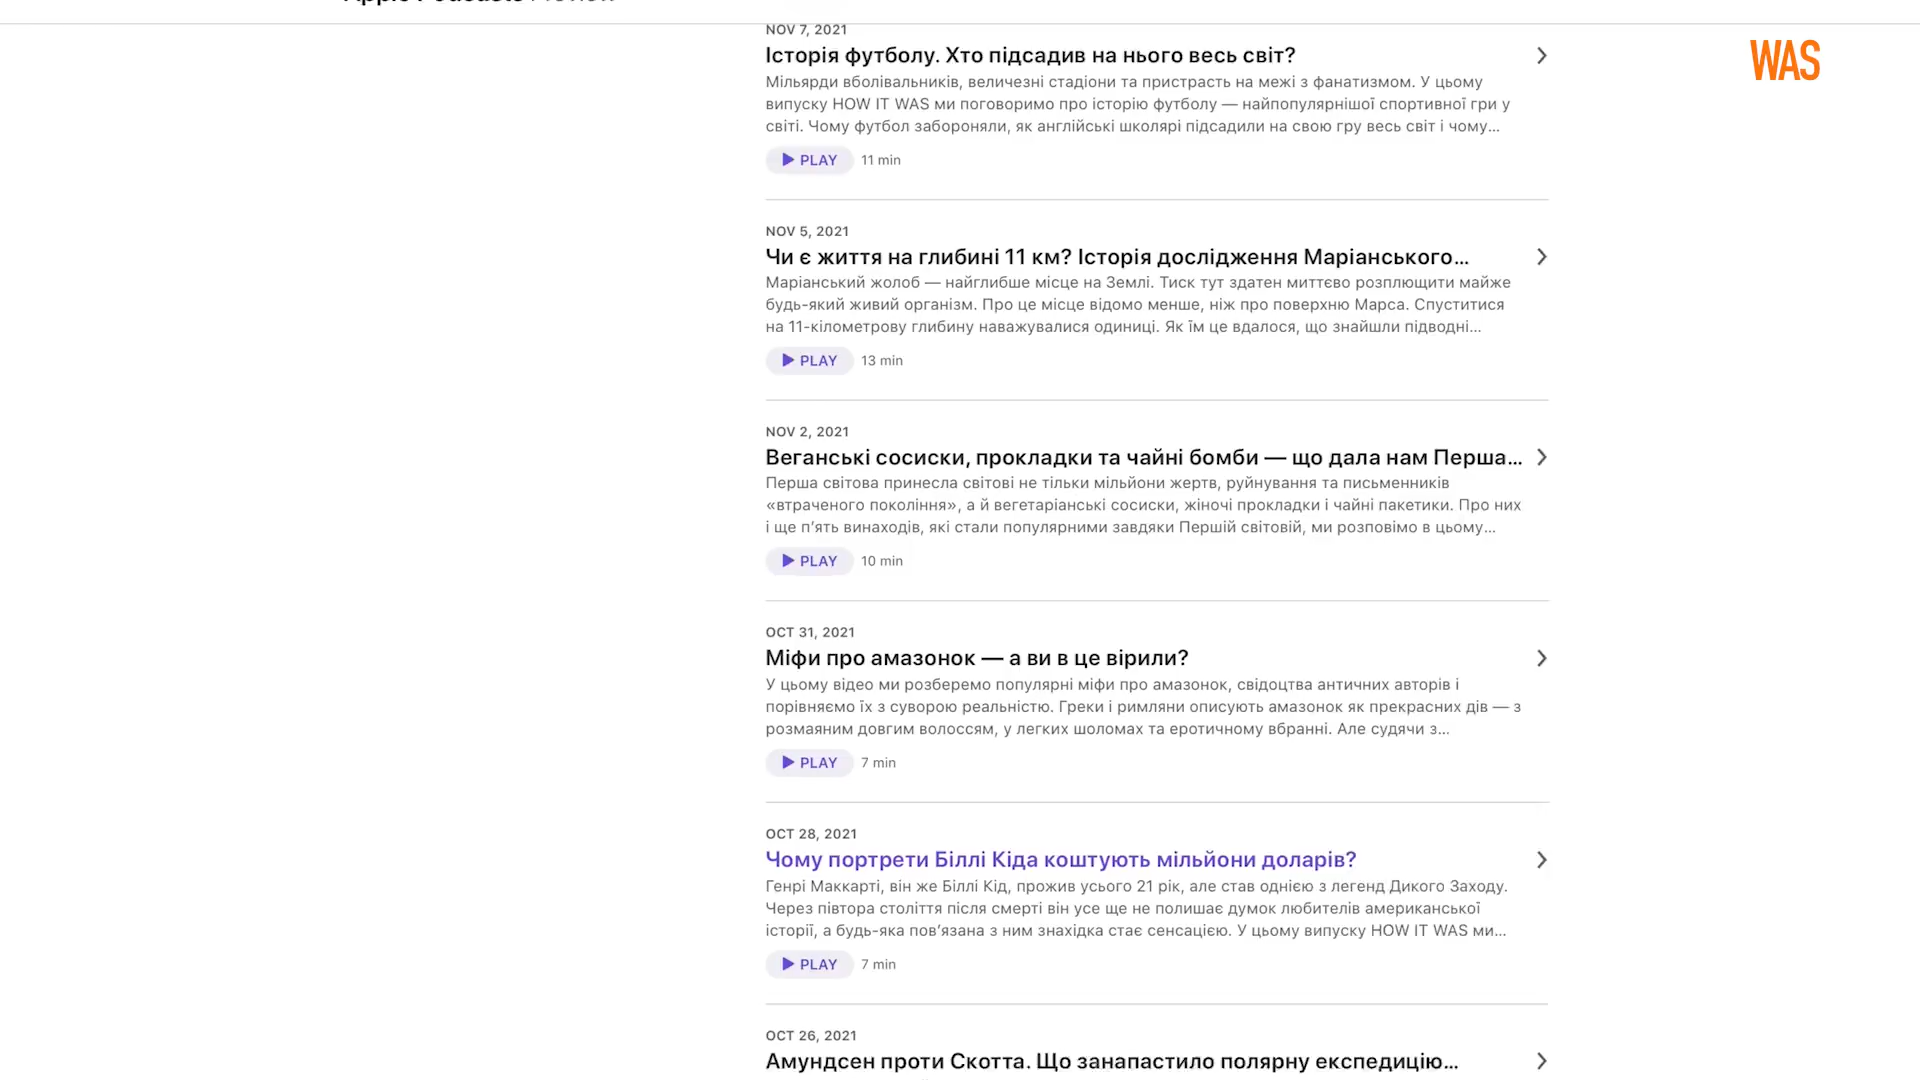 Apple Podcasts Preview
NOV 7, 2021
WAS
Історія футболу. Хто підсадив на нього весь світ?
Мільярди вболівальників, величезні стадіони та пристрасть на межі з фанатизмом. У цьому
випуску HOW IT WAS ми поговоримо про історію футболу — найпопулярнішої спортивної гри у
світі. Чому футбол забороняли, як англійські школярі підсадили на свою гру весь світ і чому...
PLAY 11 min
NOV 5, 2021
Чи є життя на глибині 11 км? Історія дослідження Маріанського...
Маріанський жолоб — найглибше місце на Землі. Тиск тут здатен миттєво розплющити майже
будь-який живий організм. Про це місце відомо менше, ніж про поверхню Марса. Спуститися
на 11-кілометрову глибину наважувалися одиниці. Як їм це вдалося, що знайшли підводні...
PLAY 13 min
NOV 2, 2021
Веганські сосиски, прокладки та чайні бомби — що дала нам Перша...
Перша світова принесла світові не тільки мільйони жертв, руйнування та письменників
«втраченого покоління», а й вегетаріанські сосиски, жіночі прокладки і чайні пакетики. Про них
і ще п’ять винаходів, які стали популярними завдяки Першій світовій, ми розповімо в цьому...
PLAY 10 min
OCT 31, 2021
Міфи про амазонок — а ви в це вірили?
У цьому відео ми розберемо популярні міфи про амазонок, свідоцтва античних авторів і
порівняємо їх з суворою реальністю. Греки і римляни описують амазонок як прекрасних дів — з
розмаяним довгим волоссям, у легких шоломах та еротичному вбранні. Але судячи з...
PLAY 7 min
OCT 28, 2021
Чому портрети Біллі Кіда коштують мільйони доларів?
Генрі Маккарті, він же Біллі Кід, прожив усього 21 рік, але став однією з легенд Дикого Заходу.
Через півтора століття після смерті він усе ще не полишає думок любителів американської
історії, а будь-яка пов’язана з ним знахідка стає сенсацією. У цьому випуску HOW IT WAS ми...
PLAY 7 min
OCT 26, 2021
Амундсен проти Скотта. Що занапастило полярну експедицію...